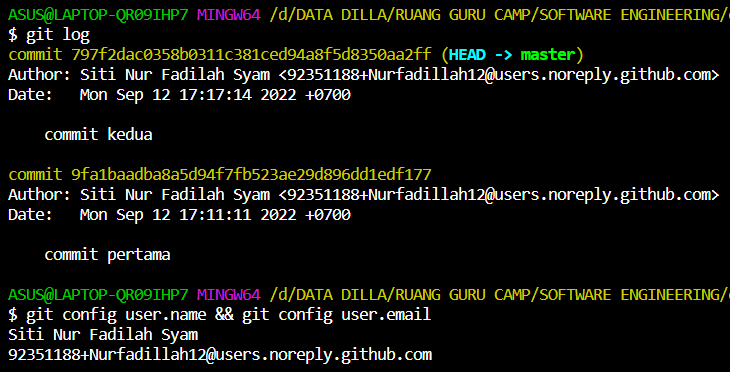 ASUS@LAPTOP-QR09IHP7 MINGW64 /d/DATA DILLA/RUANG GURU CAMP/SOFTWARE ENGINEERING/
$ git log
commit 797f2dac0358b0311c381ced94a8f5d8350aa2ff (HEAD -> master)
Author: Siti Nur Fadilah Syam <92351188+Nurfadillah12@users.noreply.github.com>
Date:   Mon Sep 12 17:17:14 2022 +0700
commit kedua
commit 9fa1baadba8a5d94f7fb523ae29d896dd1edf177
Author: Siti Nur Fadilah Syam <92351188+Nurfadillah12@users.noreply.github.com>
Date:   Mon Sep 12 17:11:11 2022 +0700
commit pertama
ASUS@LAPTOP-QR09IHP7 MINGW64 /d/DATA DILLA/RUANG GURU CAMP/SOFTWARE ENGINEERING/
$ git config user.name && git config user.email
Siti Nur Fadilah Syam
92351188+Nurfadillah12@users.noreply.github.com